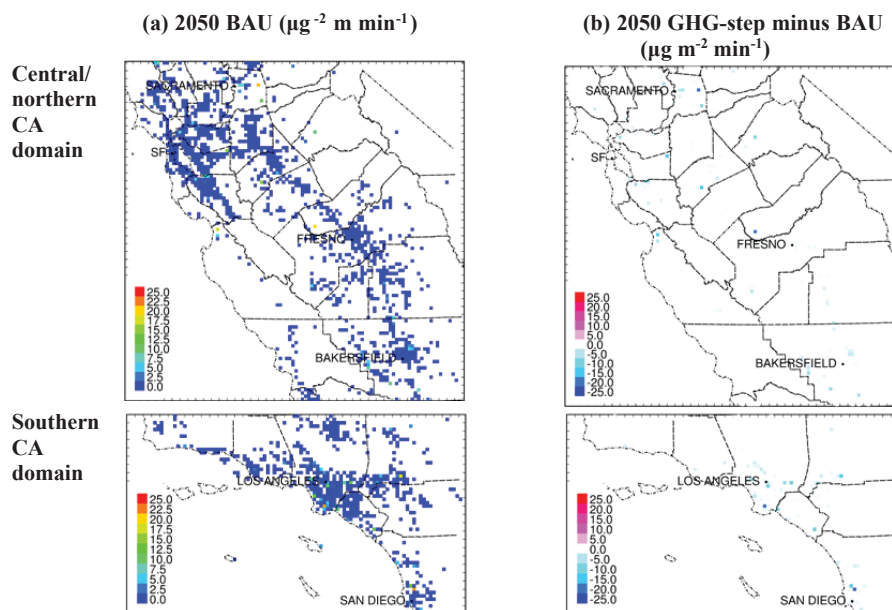 (a) 2050 BAU (µg ⁻² m min⁻¹)
(b) 2050 GHG-step minus BAU
(µg m⁻² min⁻¹)
Central/
northern
CA
domain
SACRAMENTO
SF
FRESNO
BAKERSFIELD
25.0
22.5
20.0
17.5
15.0
12.5
10.0
7.5
5.0
2.5
0.0
SACRAMENTO
SF
FRESNO
BAKERSFIELD
25.0
20.0
15.0
10.0
5.0
0.0
-5.0
-10.0
-15.0
-20.0
-25.0
Southern
CA
domain
LOS ANGELES
SAN DIEGO
25.0
22.5
20.0
17.5
15.0
12.5
10.0
7.5
5.0
2.5
0.0
LOS ANGELES
SAN DIEGO
25.0
20.0
15.0
10.0
5.0
0.0
-5.0
-10.0
-15.0
-20.0
-25.0